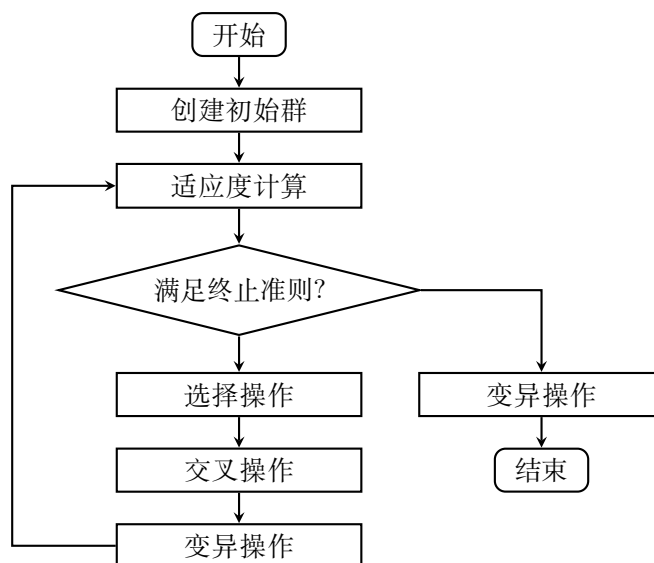 开始
创建初始群
适应度计算
满足终止准则?
选择操作
变异操作
交叉操作
结束
变异操作